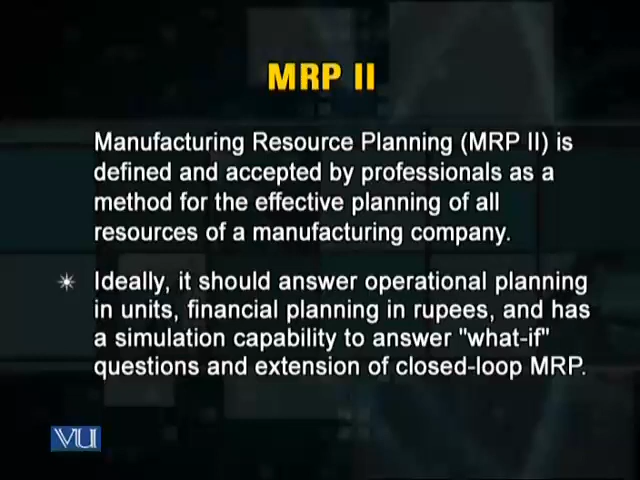 MRP II
Manufacturing Resource Planning (MRP II) is
defined and accepted by professionals as a
method for the effective planning of all
resources of a manufacturing company.
Ideally, it should answer operational planning
in units, financial planning in rupees, and has
a simulation capability to answer "what-if"
questions and extension of closed-loop MRP.
VU